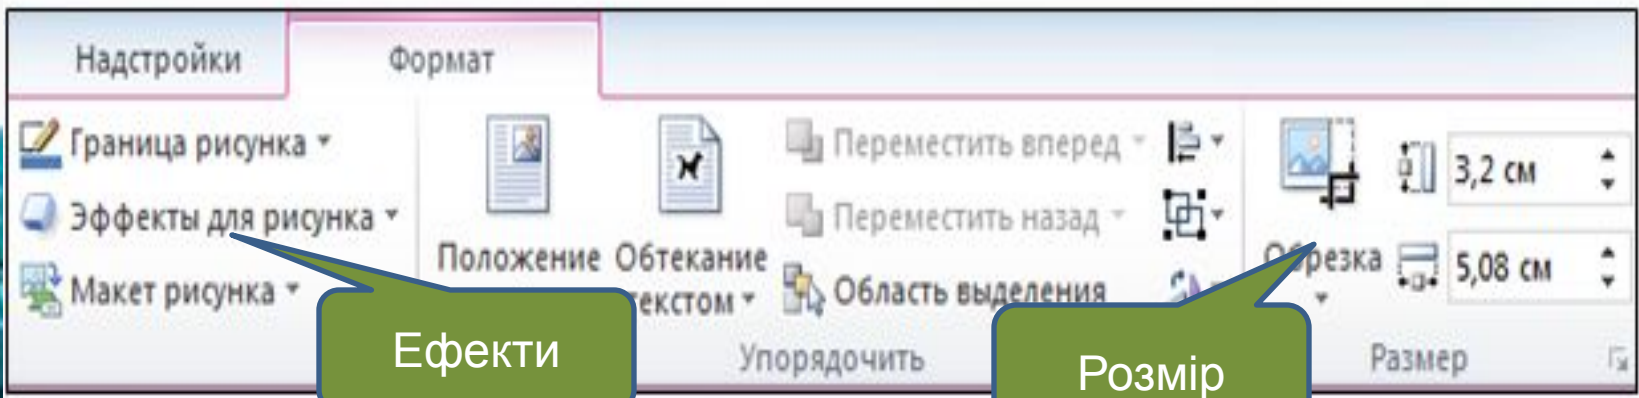 Надстройки
Формат
Граница рисунка
Эффекты для рисунка
Макет рисунка
Положение
Обтекание
текстом
Переместить вперед
Переместить назад
Область выделения
Упорядочить
Обрезка
3,2 см
5,08 см
Размер
Ефекти
Розмір